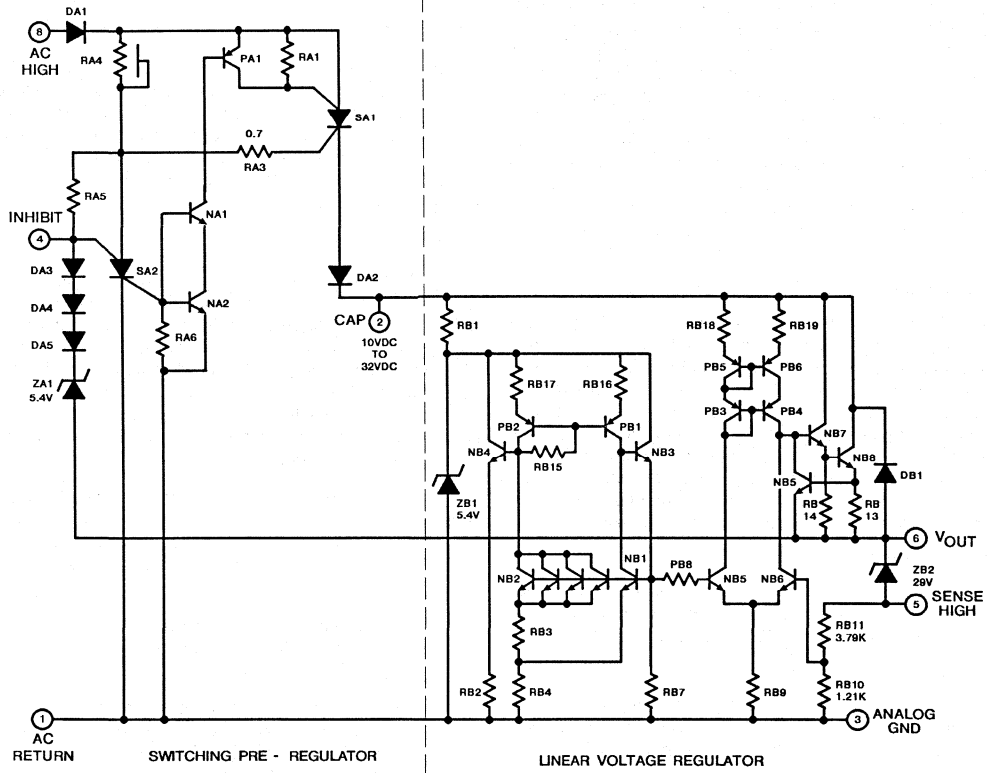 DA1
8
AC
HIGH
RA4
PA1
RA1
SA1
0.7
RA3
RA5
INHIBIT
4
NA1
DA3
SA2
DA4
NA2
DA5
RA6
ZA1
5.4V
DA2
CAP
2
10VDC
TO
32VDC
RB1
RB18
RB19
PB5
PB6
RB17
RB16
PB3
PB4
PB2
PB1
NB4
RB15
NB3
NB7
NB8
NB5
DB1
ZB1
5.4V
RB
14
RB
13
6
VOUT
NB2
NB1
PB8
NB5
NB6
ZB2
29V
5
SENSE
HIGH
RB3
RB11
3.79K
RB2
RB4
RB7
RB9
RB10
1.21K
1
AC
RETURN
3
ANALOG
GND
SWITCHING PRE - REGULATOR
LINEAR VOLTAGE REGULATOR